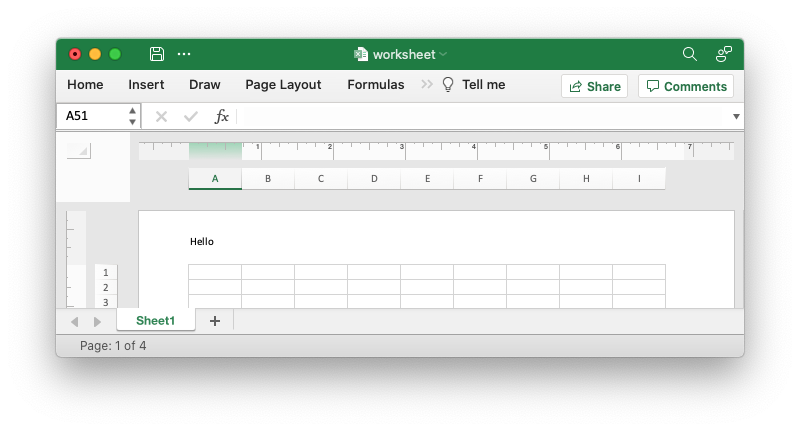 worksheet
Home Insert Draw Page Layout Formulas Tell me Share Comments
A51 fx
1 2 3 4 5 6 7
A B C D E F G H I
Hello
1
2
3
Sheet1 +
Page: 1 of 4